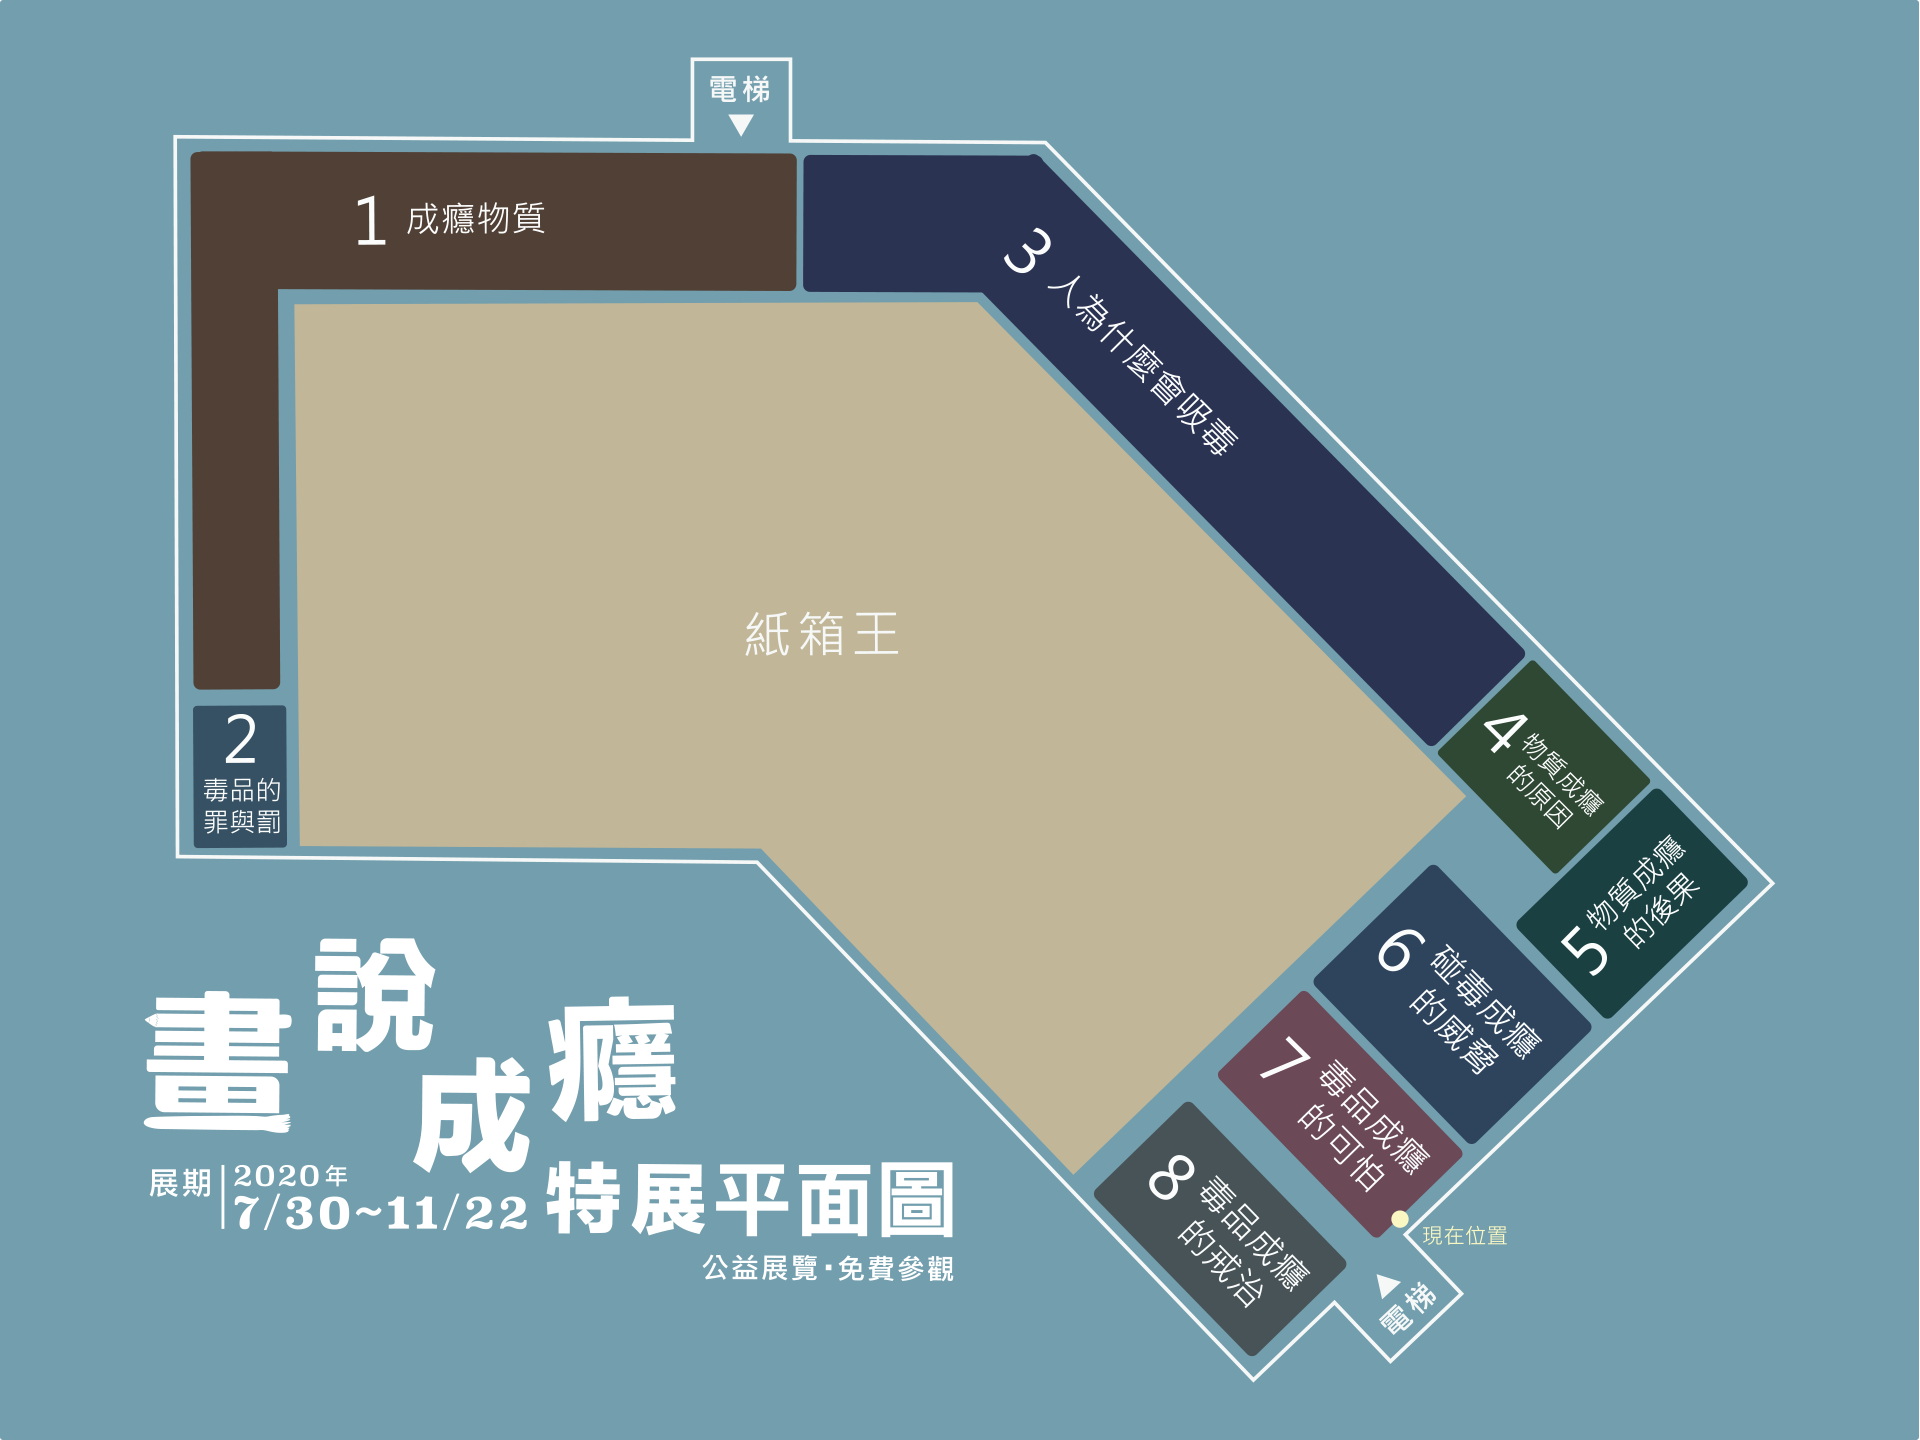 電梯
1 成癮物質
3 人為什麼會吸毒
紙箱王
2
毒品的
罪與罰
4 物質成癮
的原因
5 物質成癮
的後果
6 碰毒成癮
的威脅
7 毒品成癮
的可怕
8 毒品成癮
的戒治
現在位置
電梯
畫說成癮
展期 2020年
7/30~11/22
特展平面圖
公益展覽·免費參觀